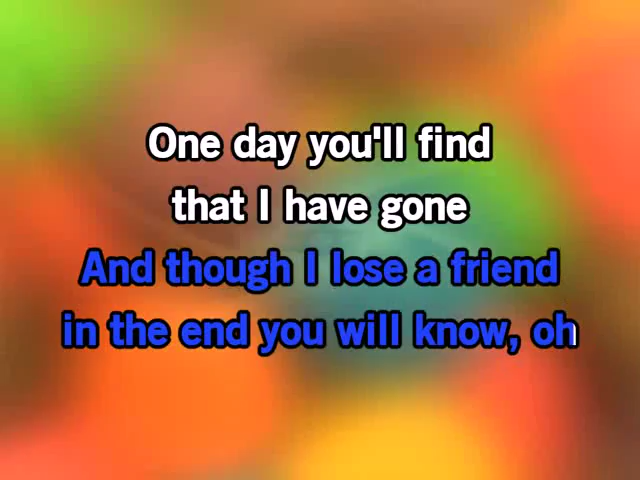 One day you'll find
that I have gone
And though I lose a friend
in the end you will know, oh